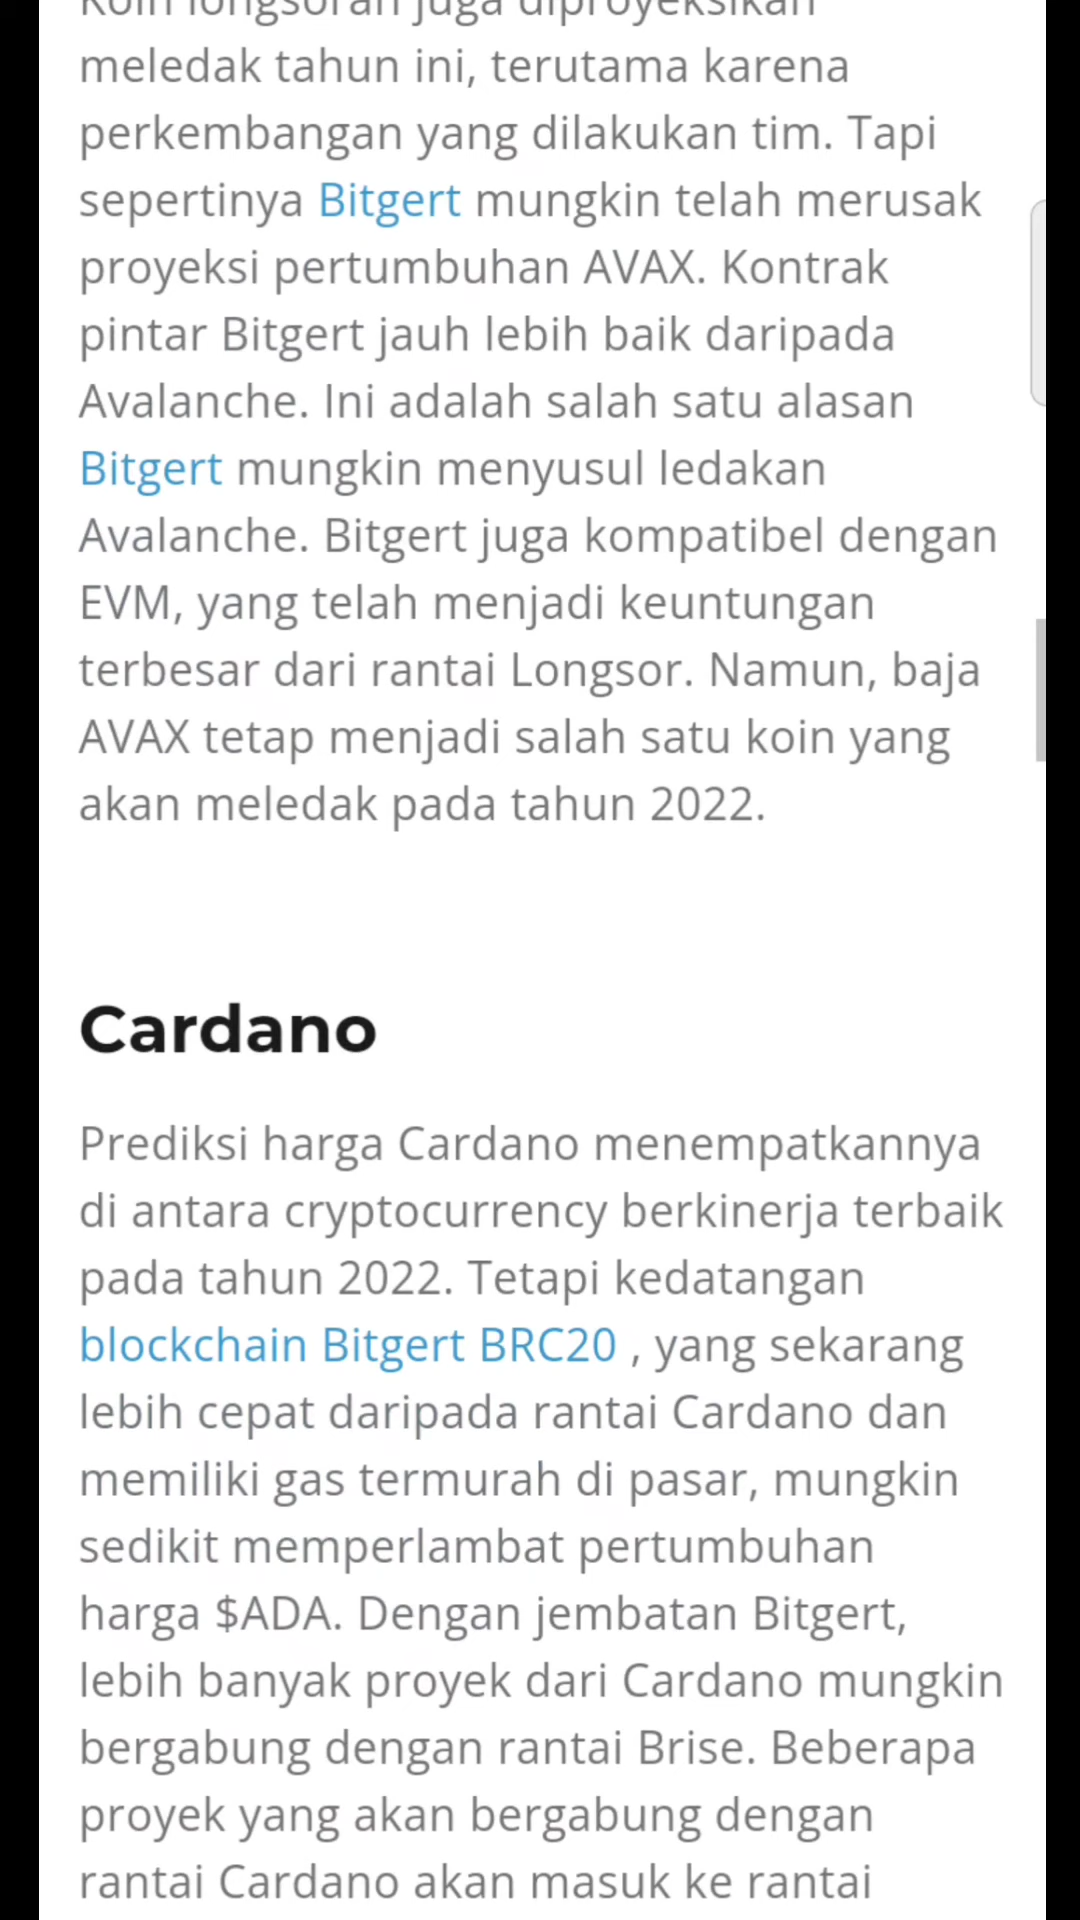 Koin longsoran juga diproyeksikan
meledak tahun ini, terutama karena
perkembangan yang dilakukan tim. Tapi
sepertinya Bitgert mungkin telah merusak
proyeksi pertumbuhan AVAX. Kontrak
pintar Bitgert jauh lebih baik daripada
Avalanche. Ini adalah salah satu alasan
Bitgert mungkin menyusul ledakan
Avalanche. Bitgert juga kompatibel dengan
EVM, yang telah menjadi keuntungan
terbesar dari rantai Longsor. Namun, baja
AVAX tetap menjadi salah satu koin yang
akan meledak pada tahun 2022.
Cardano
Prediksi harga Cardano menempatkannya
di antara cryptocurrency berkinerja terbaik
pada tahun 2022. Tetapi kedatangan
blockchain Bitgert BRC20 , yang sekarang
lebih cepat daripada rantai Cardano dan
memiliki gas termurah di pasar, mungkin
sedikit memperlambat pertumbuhan
harga $ADA. Dengan jembatan Bitgert,
lebih banyak proyek dari Cardano mungkin
bergabung dengan rantai Brise. Beberapa
proyek yang akan bergabung dengan
rantai Cardano akan masuk ke rantai